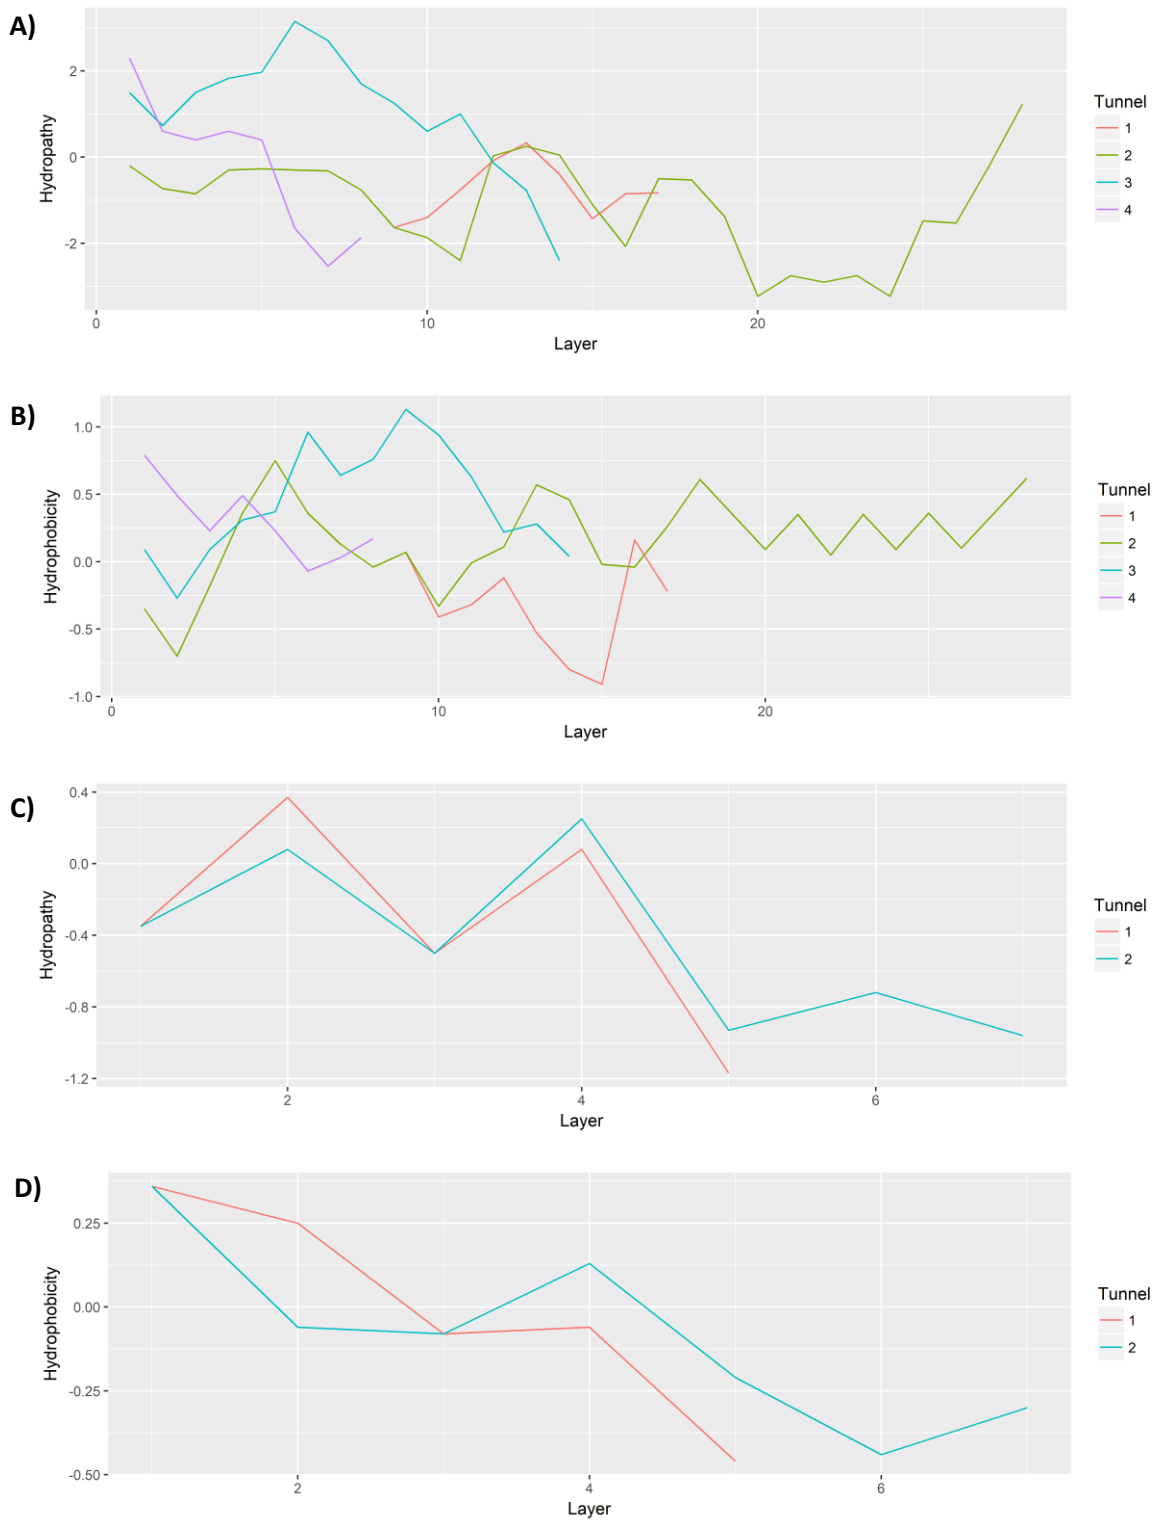 A)
Hydropathy
2
0
-2
0
10
20
Layer
Tunnel
1
2
3
4
B)
Hydrophobicity
1.0
0.5
0.0
-0.5
-1.0
0
10
20
Layer
Tunnel
1
2
3
4
C)
Hydropathy
0.4
0.0
-0.4
-0.8
-1.2
2
4
6
Layer
Tunnel
1
2
D)
Hydrophobicity
0.25
0.00
-0.25
-0.50
2
4
6
Layer
Tunnel
1
2